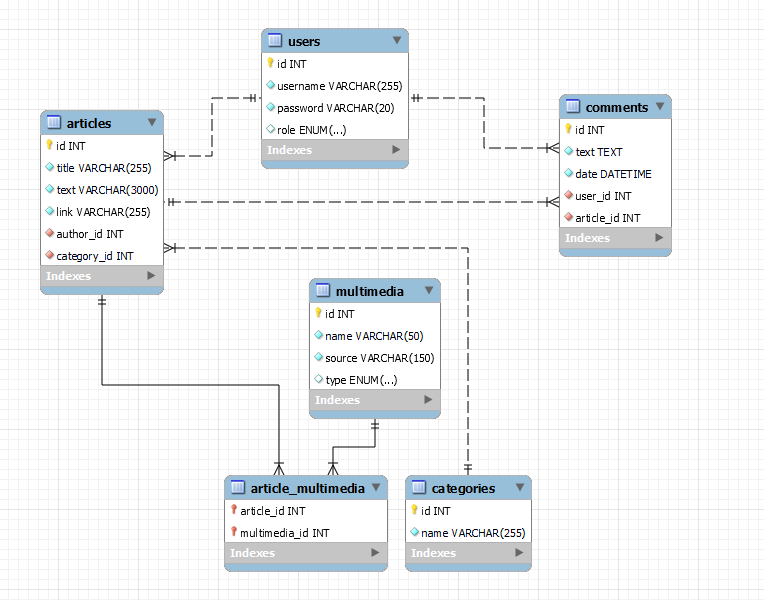 users
id INT
username VARCHAR(255)
password VARCHAR(20)
role ENUM(...)
Indexes
articles
id INT
title VARCHAR(255)
text VARCHAR(3000)
link VARCHAR(255)
author_id INT
category_id INT
Indexes
comments
id INT
text TEXT
date DATETIME
user_id INT
article_id INT
Indexes
multimedia
id INT
name VARCHAR(50)
source VARCHAR(150)
type ENUM(...)
Indexes
article_multimedia
article_id INT
multimedia_id INT
Indexes
categories
id INT
name VARCHAR(255)
Indexes